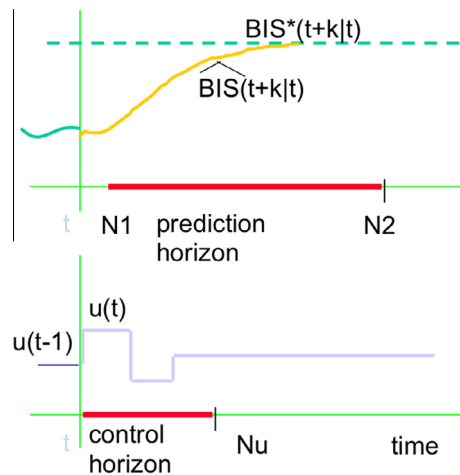 BIS*(t+k|t)
BIS(t+k|t)
t N1 prediction horizon N2
u(t)
u(t-1)
t control horizon Nu time